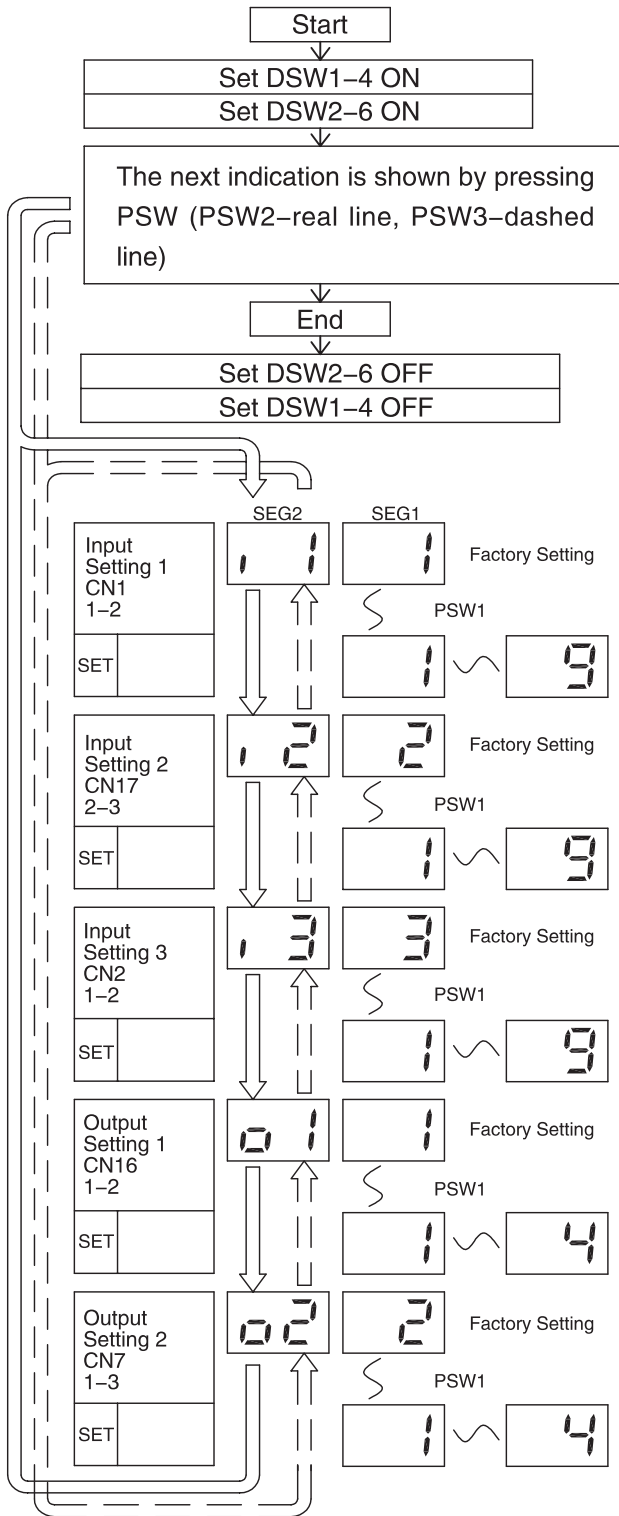 Start
Set DSW1–4 ON
Set DSW2–6 ON
The next indication is shown by pressing
PSW (PSW2–real line, PSW3–dashed
line)
End
Set DSW2–6 OFF
Set DSW1–4 OFF
SEG2 SEG1
Input
Setting 1
CN1
1–2
SET
i 1
1
Factory Setting
PSW1
1
9
Input
Setting 2
CN17
2–3
SET
i 2
2
Factory Setting
PSW1
1
9
Input
Setting 3
CN2
1–2
SET
i 3
3
Factory Setting
PSW1
1
9
Output
Setting 1
CN16
1–2
SET
o 1
1
Factory Setting
PSW1
1
4
Output
Setting 2
CN7
1–3
SET
o2
2
Factory Setting
PSW1
1
4